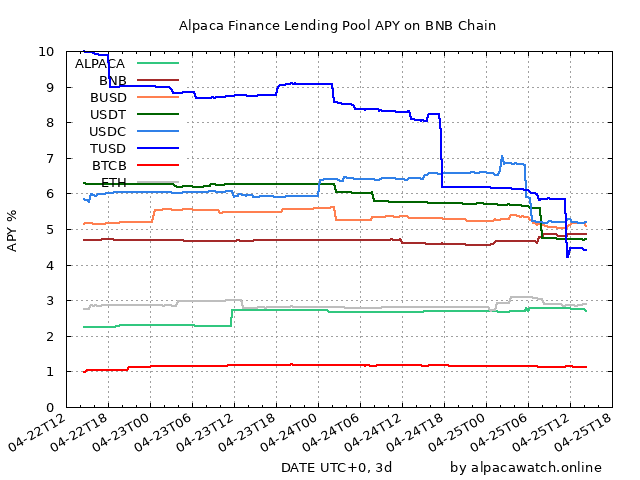 Alpaca Finance Lending Pool APY on BNB Chain
10
9
8
7
6
5
4
3
2
1
0
APY %
ALPACA
BNB
BUSD
USDT
USDC
TUSD
BTCB
ETH
04-22T12
04-22T18
04-23T00
04-23T06
04-23T12
04-23T18
04-24T00
04-24T06
04-24T12
04-24T18
04-25T00
04-25T06
04-25T12
04-25T18
DATE UTC+0, 3d
by alpacawatch.online